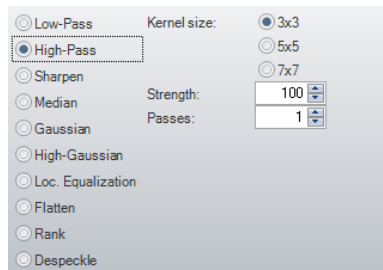 Low-Pass
High-Pass
Sharpen
Median
Gaussian
High-Gaussian
Loc. Equalization
Flatten
Rank
Despeckle
Kernel size:
3x3
5x5
7x7
Strength: 100
Passes: 1